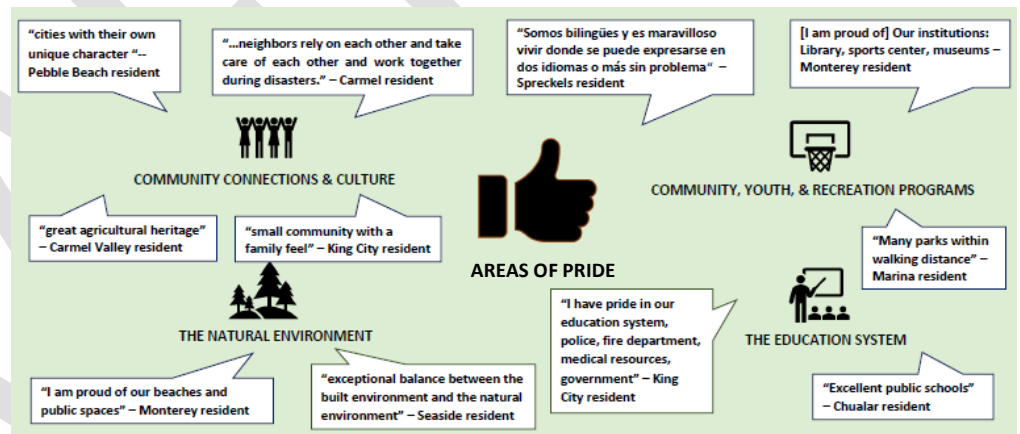 “cities with their own
unique character “--
Pebble Beach resident
“...neighbors rely on each other and take
care of each other and work together
during disasters.” – Carmel resident
“Somos bilingües y es maravilloso
vivir donde se puede expresarse en
dos idiomas o más sin problema“ –
Spreckels resident
[I am proud of] Our institutions:
Library, sports center, museums –
Monterey resident
COMMUNITY CONNECTIONS & CULTURE
COMMUNITY, YOUTH, & RECREATION PROGRAMS
“great agricultural heritage”
– Carmel Valley resident
“small community with a
family feel” – King City resident
“Many parks within
walking distance” –
Marina resident
AREAS OF PRIDE
THE NATURAL ENVIRONMENT
“I have pride in our
education system,
police, fire department,
medical resources,
government” – King
City resident
THE EDUCATION SYSTEM
“I am proud of our beaches and
public spaces” – Monterey resident
“exceptional balance between the
built environment and the natural
environment” – Seaside resident
“Excellent public schools”
– Chualar resident